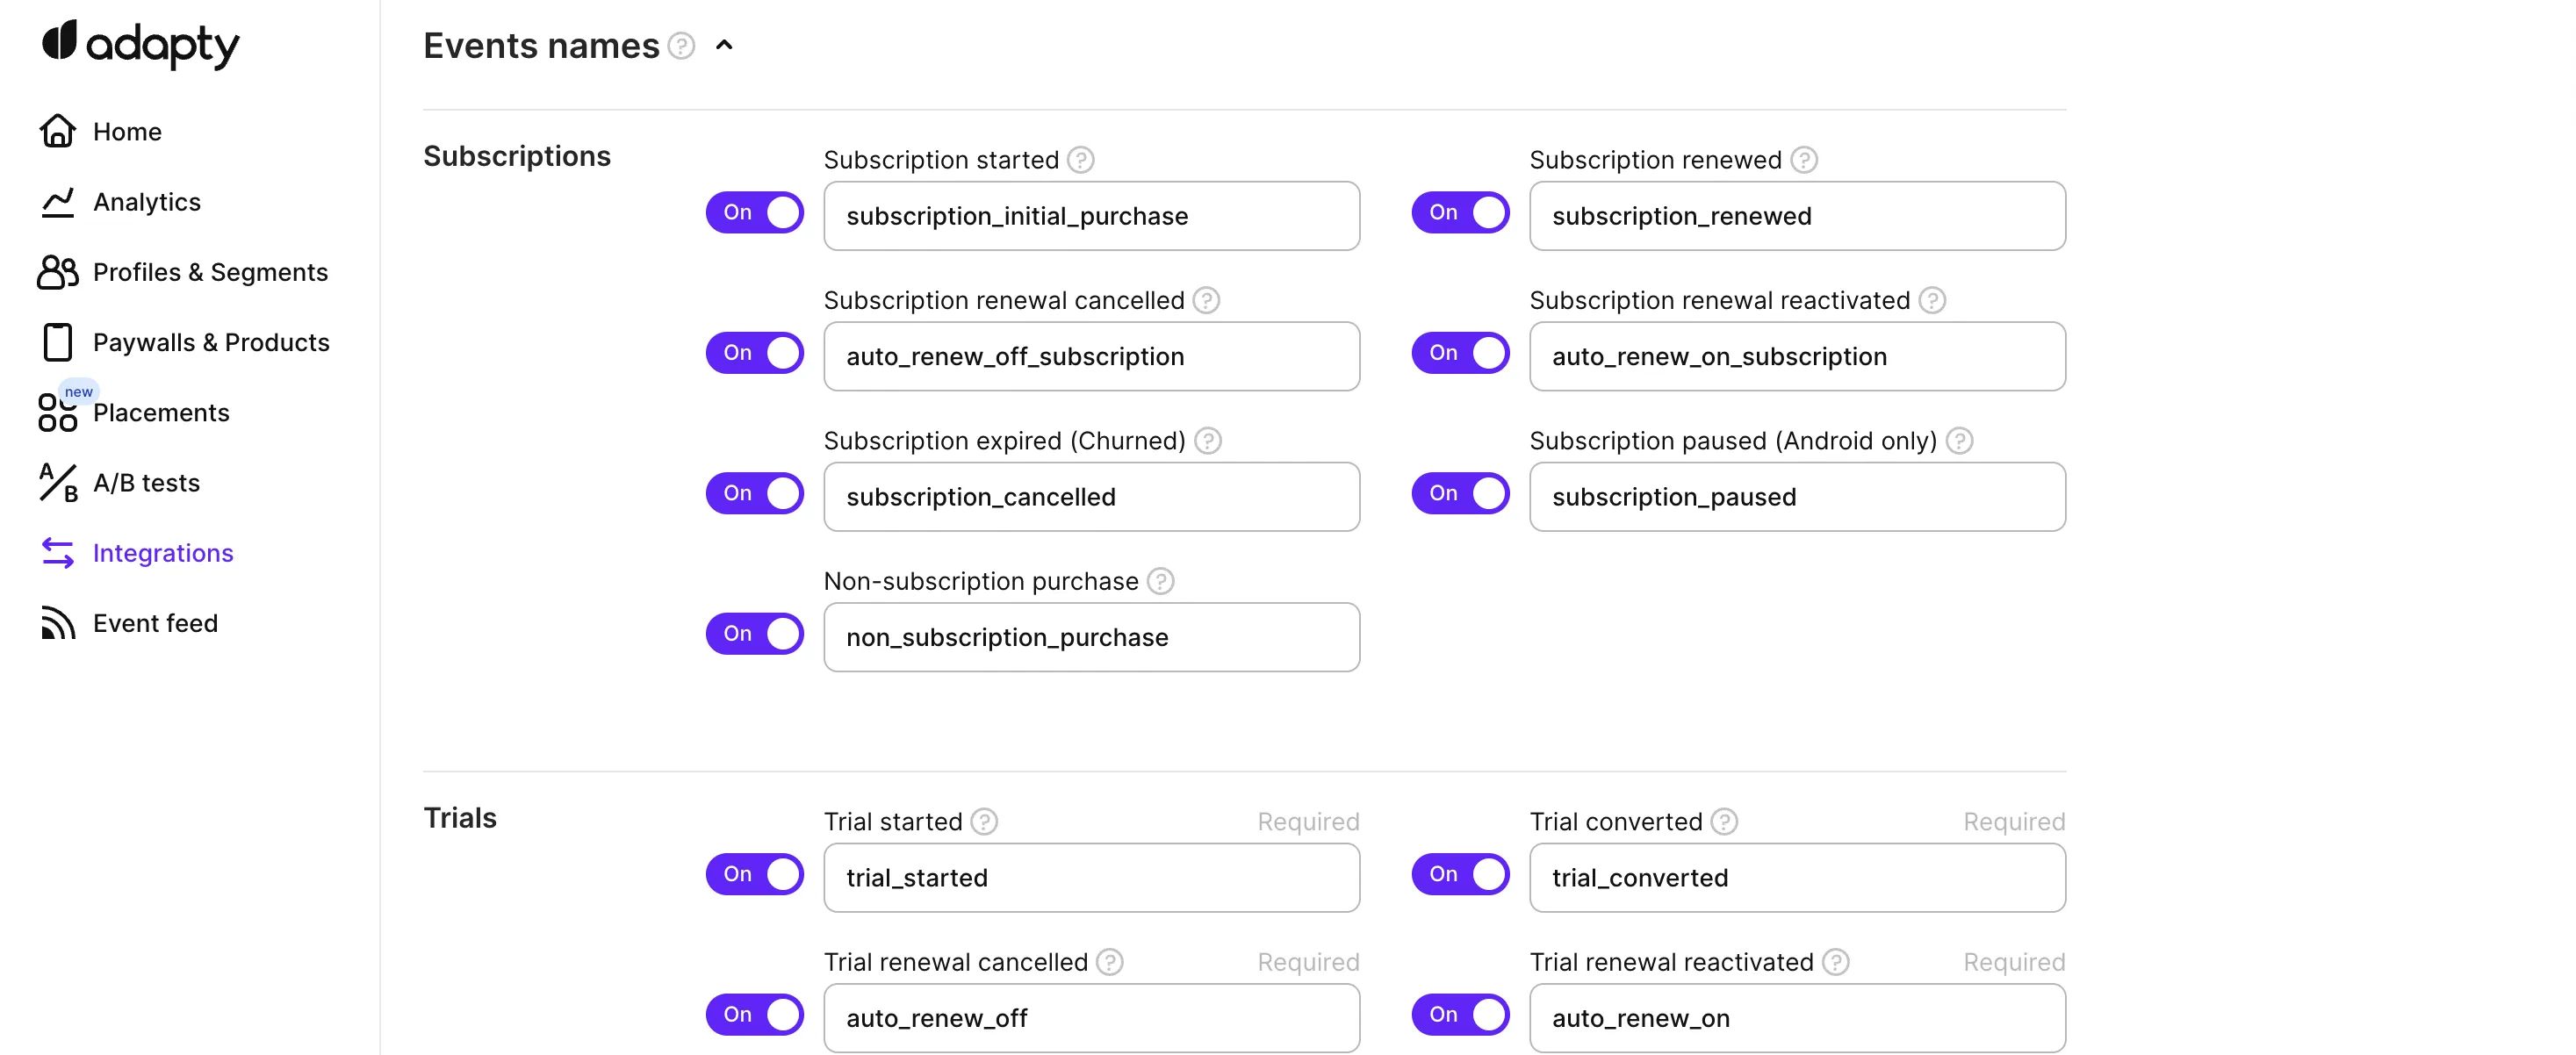 adapty
Home
Analytics
Profiles & Segments
Paywalls & Products
new
Placements
A/B tests
Integrations
Event feed
Events names ?
Subscriptions
Subscription started ?
On
subscription_initial_purchase
Subscription renewed ?
On
subscription_renewed
Subscription renewal cancelled ?
On
auto_renew_off_subscription
Subscription renewal reactivated ?
On
auto_renew_on_subscription
Subscription expired (Churned) ?
On
subscription_cancelled
Subscription paused (Android only) ?
On
subscription_paused
Non-subscription purchase ?
On
non_subscription_purchase
Trials
Trial started ? Required
On
trial_started
Trial converted ? Required
On
trial_converted
Trial renewal cancelled ? Required
On
auto_renew_off
Trial renewal reactivated ? Required
On
auto_renew_on